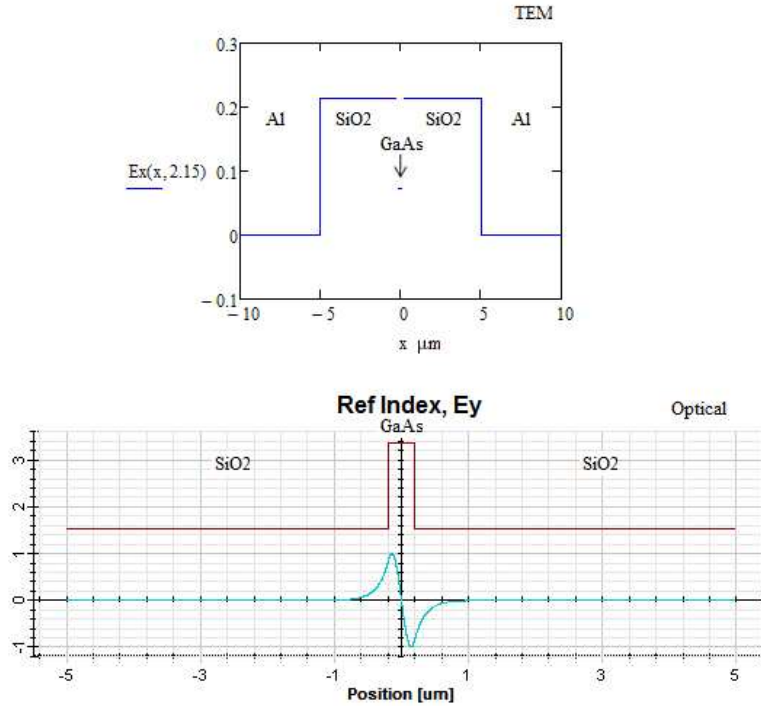 TEM
0.3
Al SiO2 SiO2 Al
0.2
GaAs
Ex(x, 2.15) 0.1
0
−0.1
−10 −5 0 5 10
x μm
Ref Index, Ey
Optical
GaAs
SiO2 SiO2
3
2
1
0
-1
-5 -3 -1 1 3 5
Position [um]